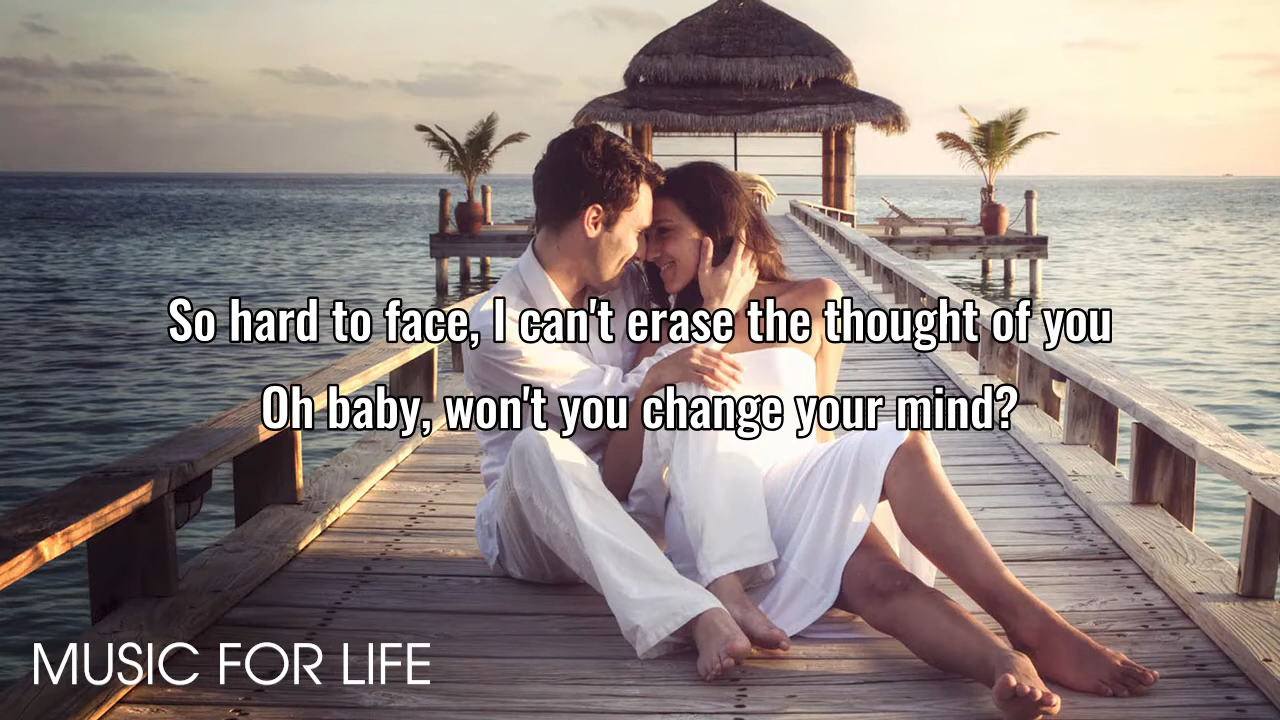 So hard to face, I can't erase the thought of you
Oh baby, won't you change your mind?
MUSIC FOR LIFE